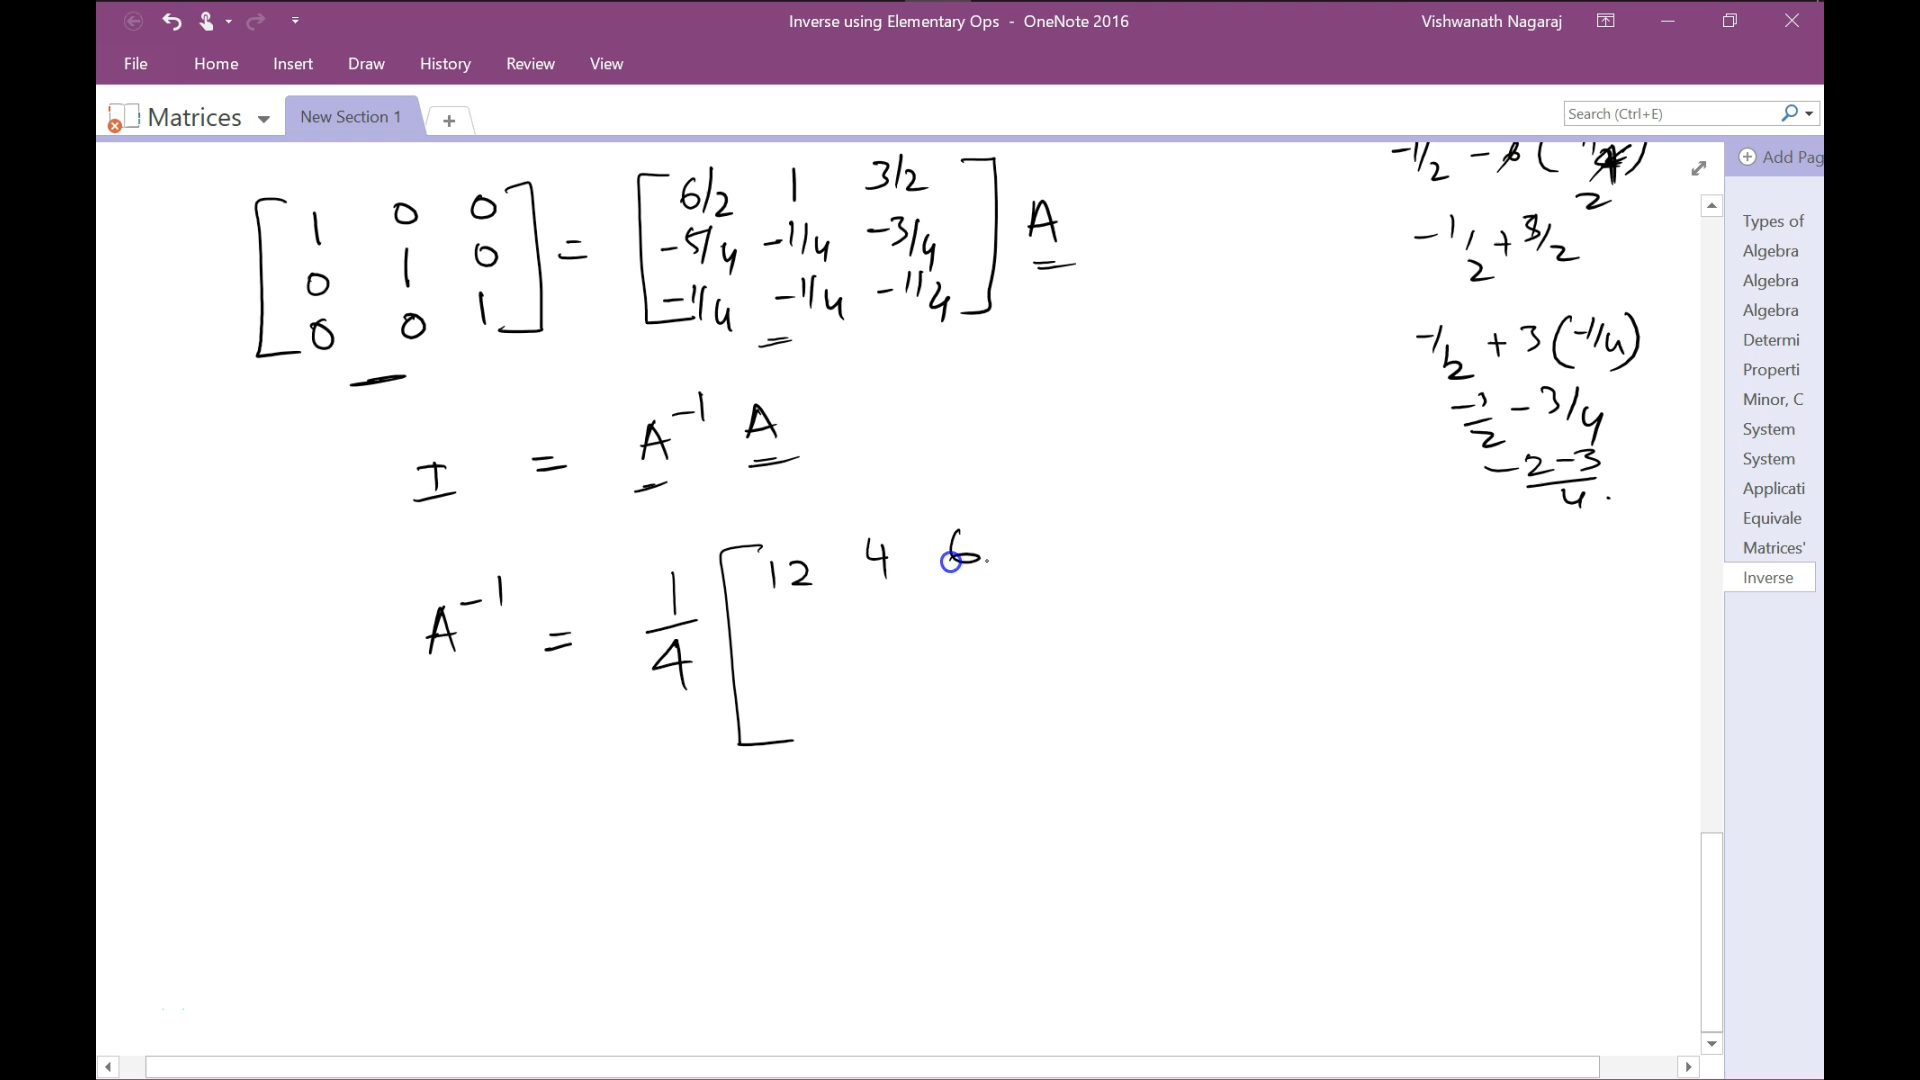 Inverse using Elementary Ops - OneNote 2016
Vishwanath Nagaraj
File Home Insert Draw History Review View
Matrices
New Section 1
Search (Ctrl+E)
Add Pag
Types of
Algebra
Algebra
Algebra
Determi
Properti
Minor, C
System
System
Applicati
Equivale
Matrices'
Inverse
1 0 0
0 1 0
0 0 1
=
6/2 1 3/2
-5/4 -1/4 -3/4
-1/4 -1/4 -1/4
A
I = A⁻¹ A
A⁻¹ = 1/4 [ 12 4 6
-1/2 + 3/2
-1/2 + 3(-1/4)
-1/2 - 3/4
-2-3/4